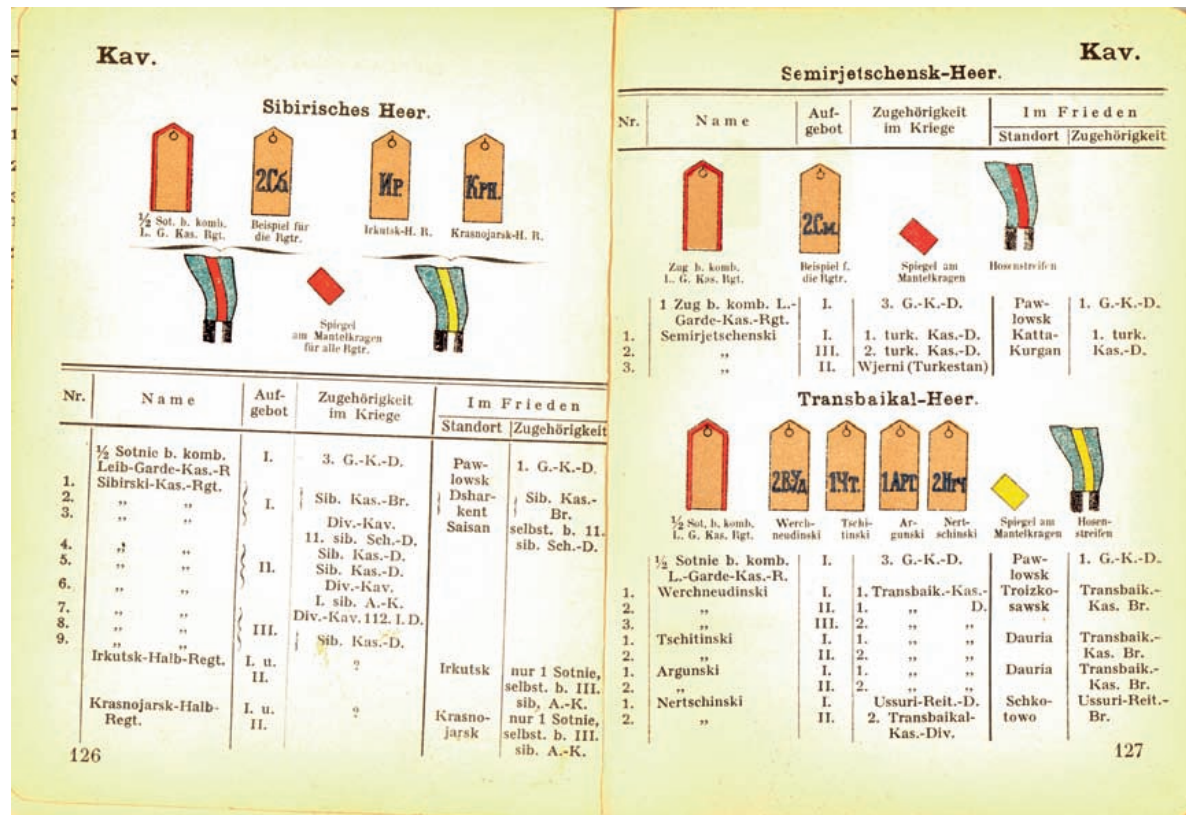 Kav.
Sibirisches Heer.
2.Сб. Ир. Крн.
½ Sot. b. komb. Beispiel für Irkutsk-H. R. Krasnojarsk-H. R.
L. G. Kas. Rgt. die Rgtr.
Spiegel
am Mantelkragen
für alle Rgtr.
Nr. Name Auf- Zugehörigkeit Im Frieden
gebot im Kriege Standort Zugehörigkeit
½ Sotnie b. komb. I. 3. G.-K.-D. Paw- 1. G.-K.-D.
Leib-Garde-Kas.-R lowsk
1. Sibirski-Kas.-Rgt. Dshar- Sib. Kas.-
2. „ „ I. Sib. Kas.-Br. kent Br.
3. „ „ Div.-Kav. Saisan selbst. b. 11.
11. sib. Sch.-D. sib. Sch.-D.
4. „ „ Sib. Kas.-D.
5. „ „ II. Sib. Kas.-D.
6. „ „ Div.-Kav.
I. sib. A.-K.
7. „ „ Div.-Kav. 112. I. D.
8. „ „ III.
9. „ „ Sib. Kas.-D.
Irkutsk-Halb-Regt. I. u. ? Irkutsk nur 1 Sotnie,
II. selbst. b. III.
sib, A.-K.
Krasnojarsk-Halb- I. u. ? Krasno- nur 1 Sotnie,
Regt. II. jarsk selbst. b. III.
sib. A.-K.
126
Kav.
Semirjetschensk-Heer.
Nr. Name Auf- Zugehörigkeit Im Frieden
gebot im Kriege Standort Zugehörigkeit
2.См.
Zug b. komb. Beispiel f. Spiegel am Hosenstreifen
L. G. Kas. Rgt. die Rgtr. Mantelkragen
1 Zug b. komb. L.- I. 3. G.-K.-D. Paw- 1. G.-K.-D.
Garde-Kas.-Rgt. lowsk
1. Semirjetschenski I. 1. turk. Kas.-D. Katta- 1. turk.
2. „ III. 2. turk. Kas.-D. Kurgan Kas.-D.
3. „ II. Wjerni (Turkestan)
Transbaikal-Heer.
2.ВУд 1.Чт. 1.АРГ 2.Нрч
½ Sot. b. komb. Werch- Tschi- Ar- Nert- Spiegel am Hosen-
L. G. Kas. Rgt. neudinski tinski gunski schinski Mantelkragen streifen
½ Sotnie b. komb. I. 3. G.-K.-D. Paw- 1. G.-K.-D.
L.-Garde-Kas.-R. lowsk
1. Werchneudinski I. 1. Transbaik.-Kas.- Troizko- Transbaik.-
2. „ II. 1. „ D. sawsk Kas. Br.
3. „ III. 2. „ „
1. Tschitinski I. 1. „ „ Dauria Transbaik.-
2. „ II. 2. „ „ Kas. Br.
1. Argunski I. 1. „ „ Dauria Transbaik.-
2. „ II. 2. „ „ Kas. Br.
1. Nertschinski I. Ussuri-Reit.-D. Schko- Ussuri-Reit.-
2. „ II. 2. Transbaikal- towo Br.
Kas.-Div.
127